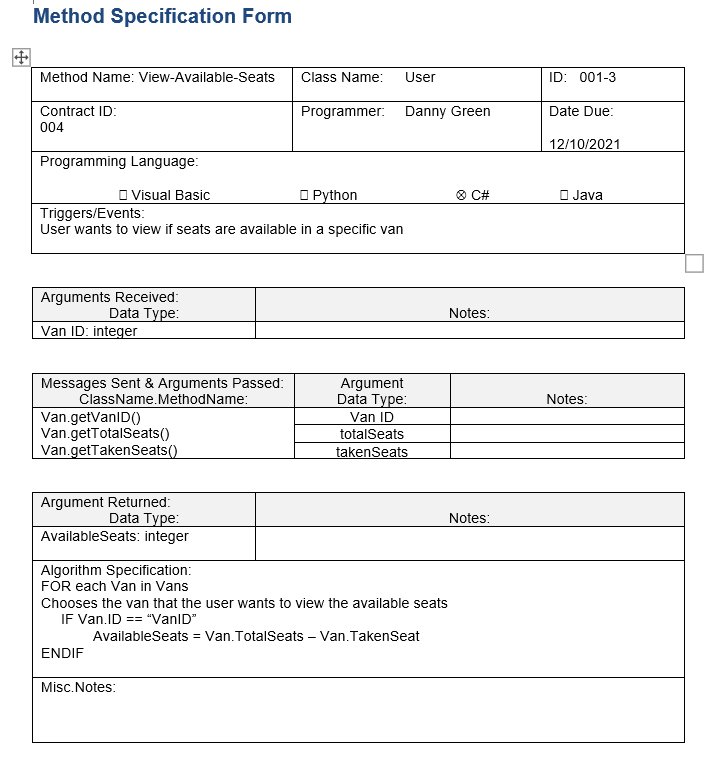 Method Specification Form
Method Name: View-Available-Seats
Class Name: User
ID: 001-3
Contract ID:
004
Programmer: Danny Green
Date Due:
12/10/2021
Programming Language:
☐ Visual Basic ☐ Python ⊗ C# ☐ Java
Triggers/Events:
User wants to view if seats are available in a specific van
Arguments Received:
Data Type:
Notes:
Van ID: integer
Messages Sent & Arguments Passed:
ClassName.MethodName:
Argument
Data Type:
Notes:
Van.getVanID()
Van ID
Van.getTotalSeats()
totalSeats
Van.getTakenSeats()
takenSeats
Argument Returned:
Data Type:
Notes:
AvailableSeats: integer
Algorithm Specification:
FOR each Van in Vans
Chooses the van that the user wants to view the available seats
IF Van.ID == “VanID”
AvailableSeats = Van.TotalSeats – Van.TakenSeat
ENDIF
Misc.Notes: